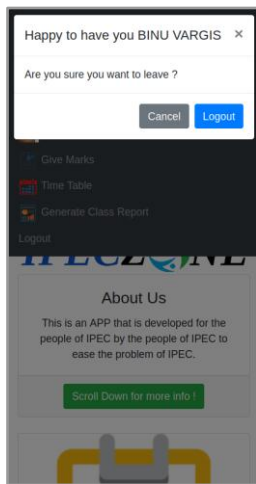 Happy to have you BINU VARGIS ×
Are you sure you want to leave ?
Cancel Logout
Give Marks
Time Table
Generate Class Report
Logout
IPECZONE
About Us
This is an APP that is developed for the
people of IPEC by the people of IPEC to
ease the problem of IPEC.
Scroll Down for more info !